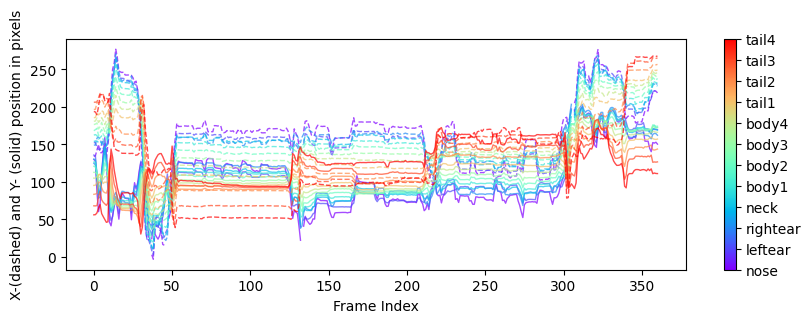 X-(dashed) and Y- (solid) position in pixels
250
200
150
100
50
0
0 50 100 150 200 250 300 350
Frame Index
tail4
tail3
tail2
tail1
body4
body3
body2
body1
neck
rightear
leftear
nose